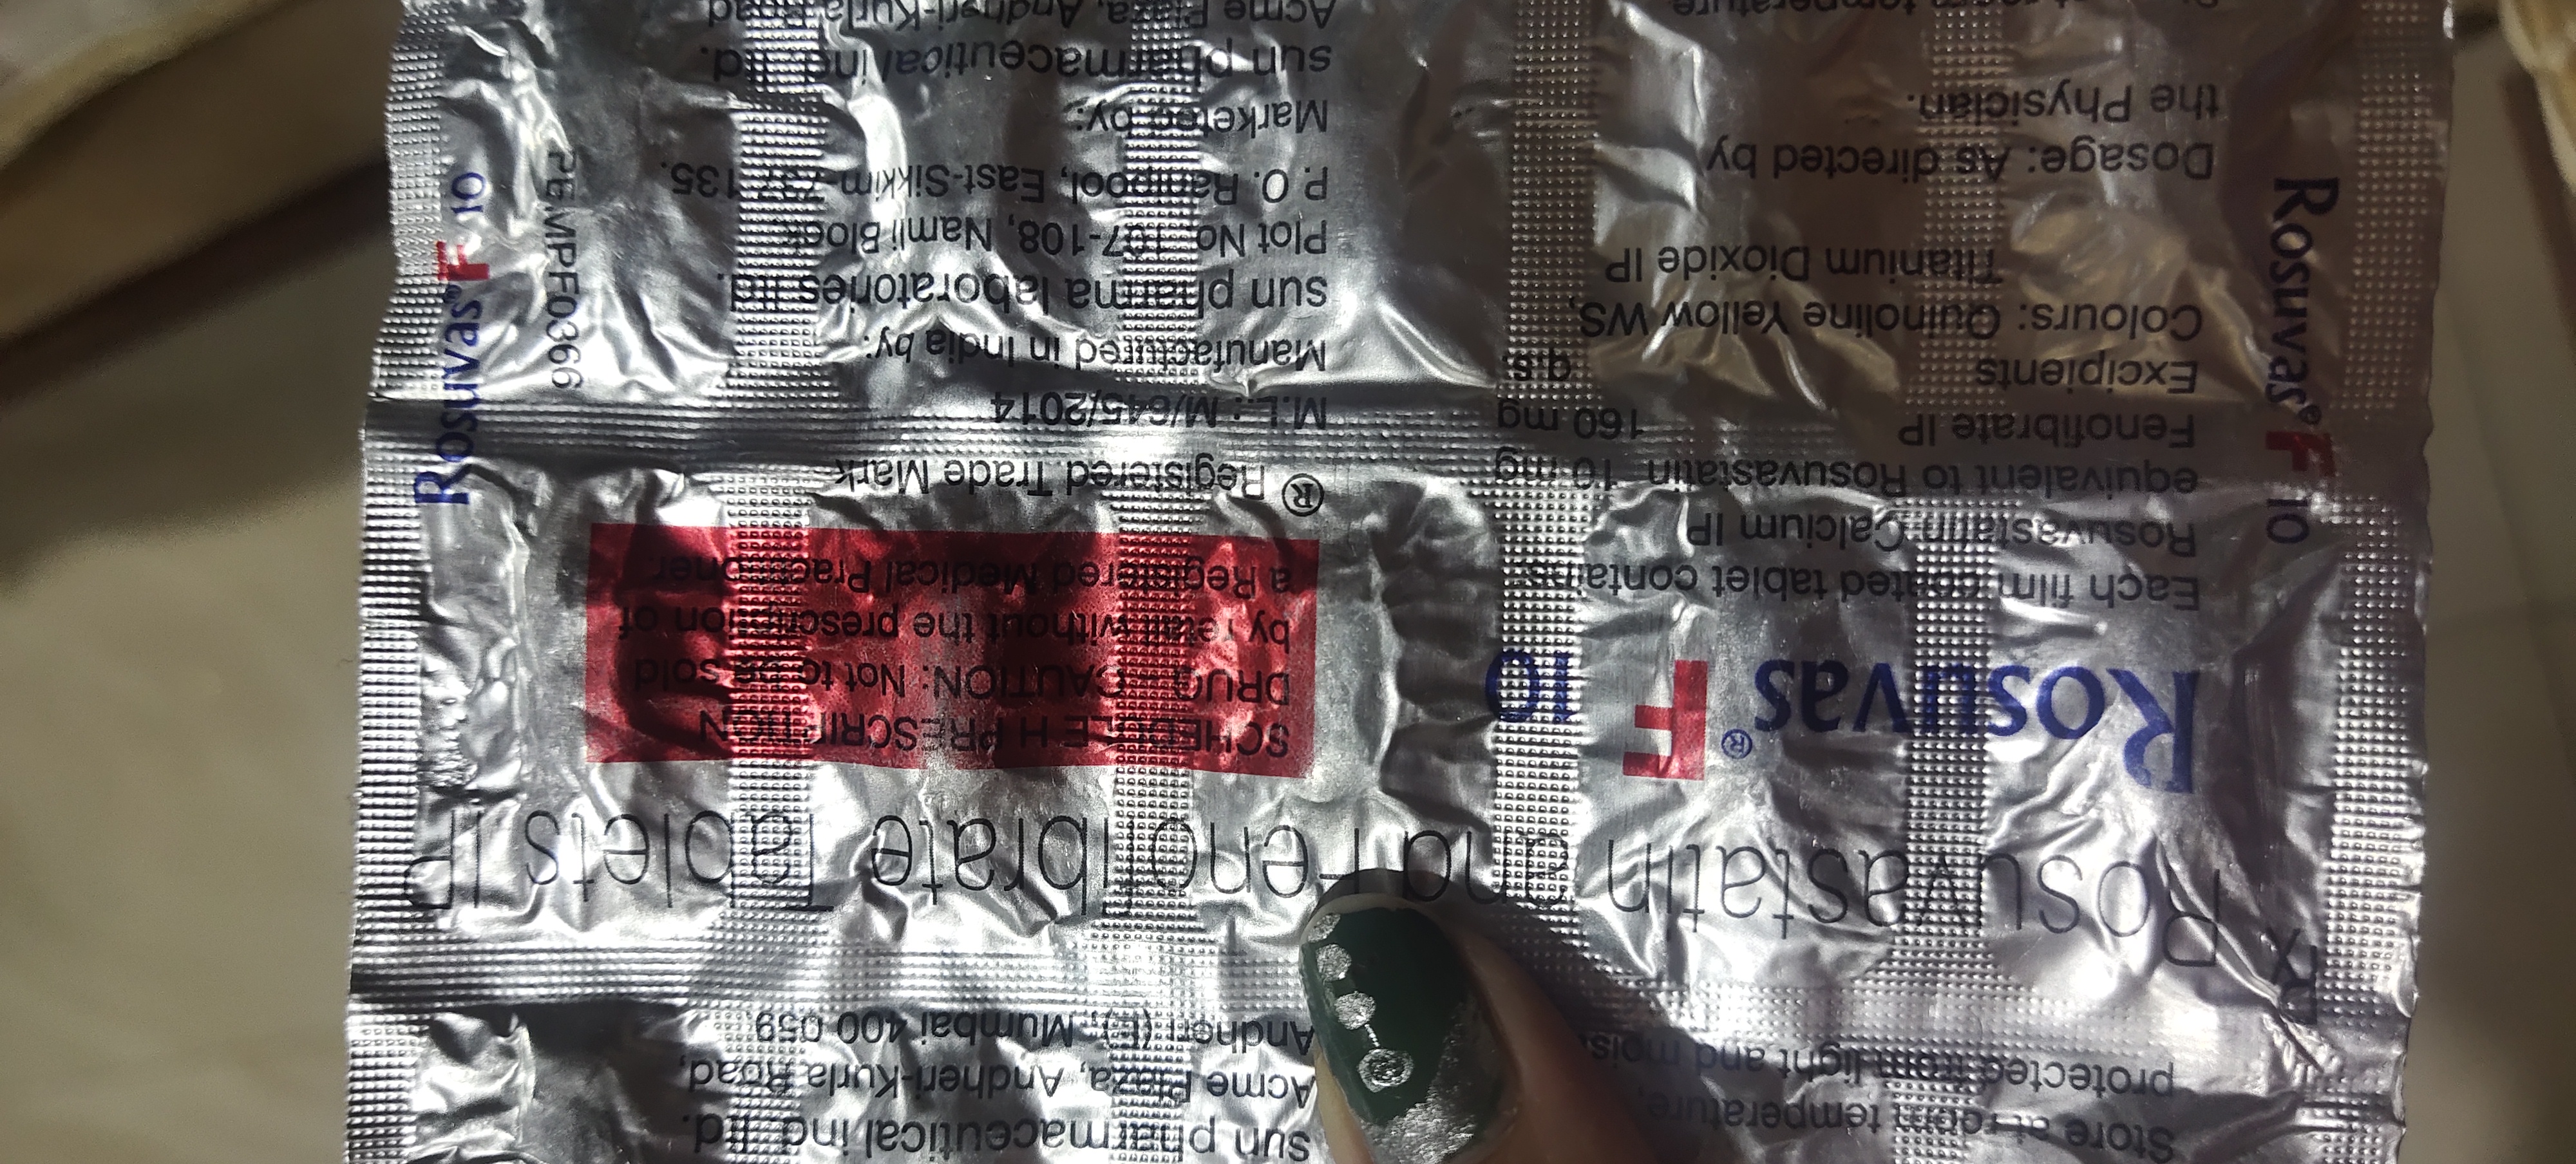 Store at room temperature,
protected from light and
Rx
Rosuvastatin and Fenofibrate Tablets IP
Rosuvas® F 10
Each film coated tablet contains:
Rosuvastatin Calcium IP
equivalent to Rosuvastatin 10 mg
Fenofibrate IP 160 mg
Excipients q.s.
Colours: Quinoline Yellow WS,
Titanium Dioxide IP
Dosage: As directed by
the Physician.
temperature
sun pharmaceutical ind. ltd.
Acme Plaza, Andheri-Kurla Road,
Andheri (E), Mumbai 400 059.
SCHEDULE H PRESCRIPTION
DRUG - CAUTION: Not to be sold
by retail without the prescription of
a Registered Medical Practitioner
® Registered Trade Mark
M.L.: M/645/2014
Manufactured in India by:
sun pharma laboratories ltd.
Plot No. 107-108, Namli Block
P.O. Ranipool, East-Sikkim-737 135.
Marketed by:
sun pharmaceutical ind. ltd.
Acme Plaza, Andheri-Kurla Road
Rosuvas® F 10
PEMPF0366
Rosuvas® F 10